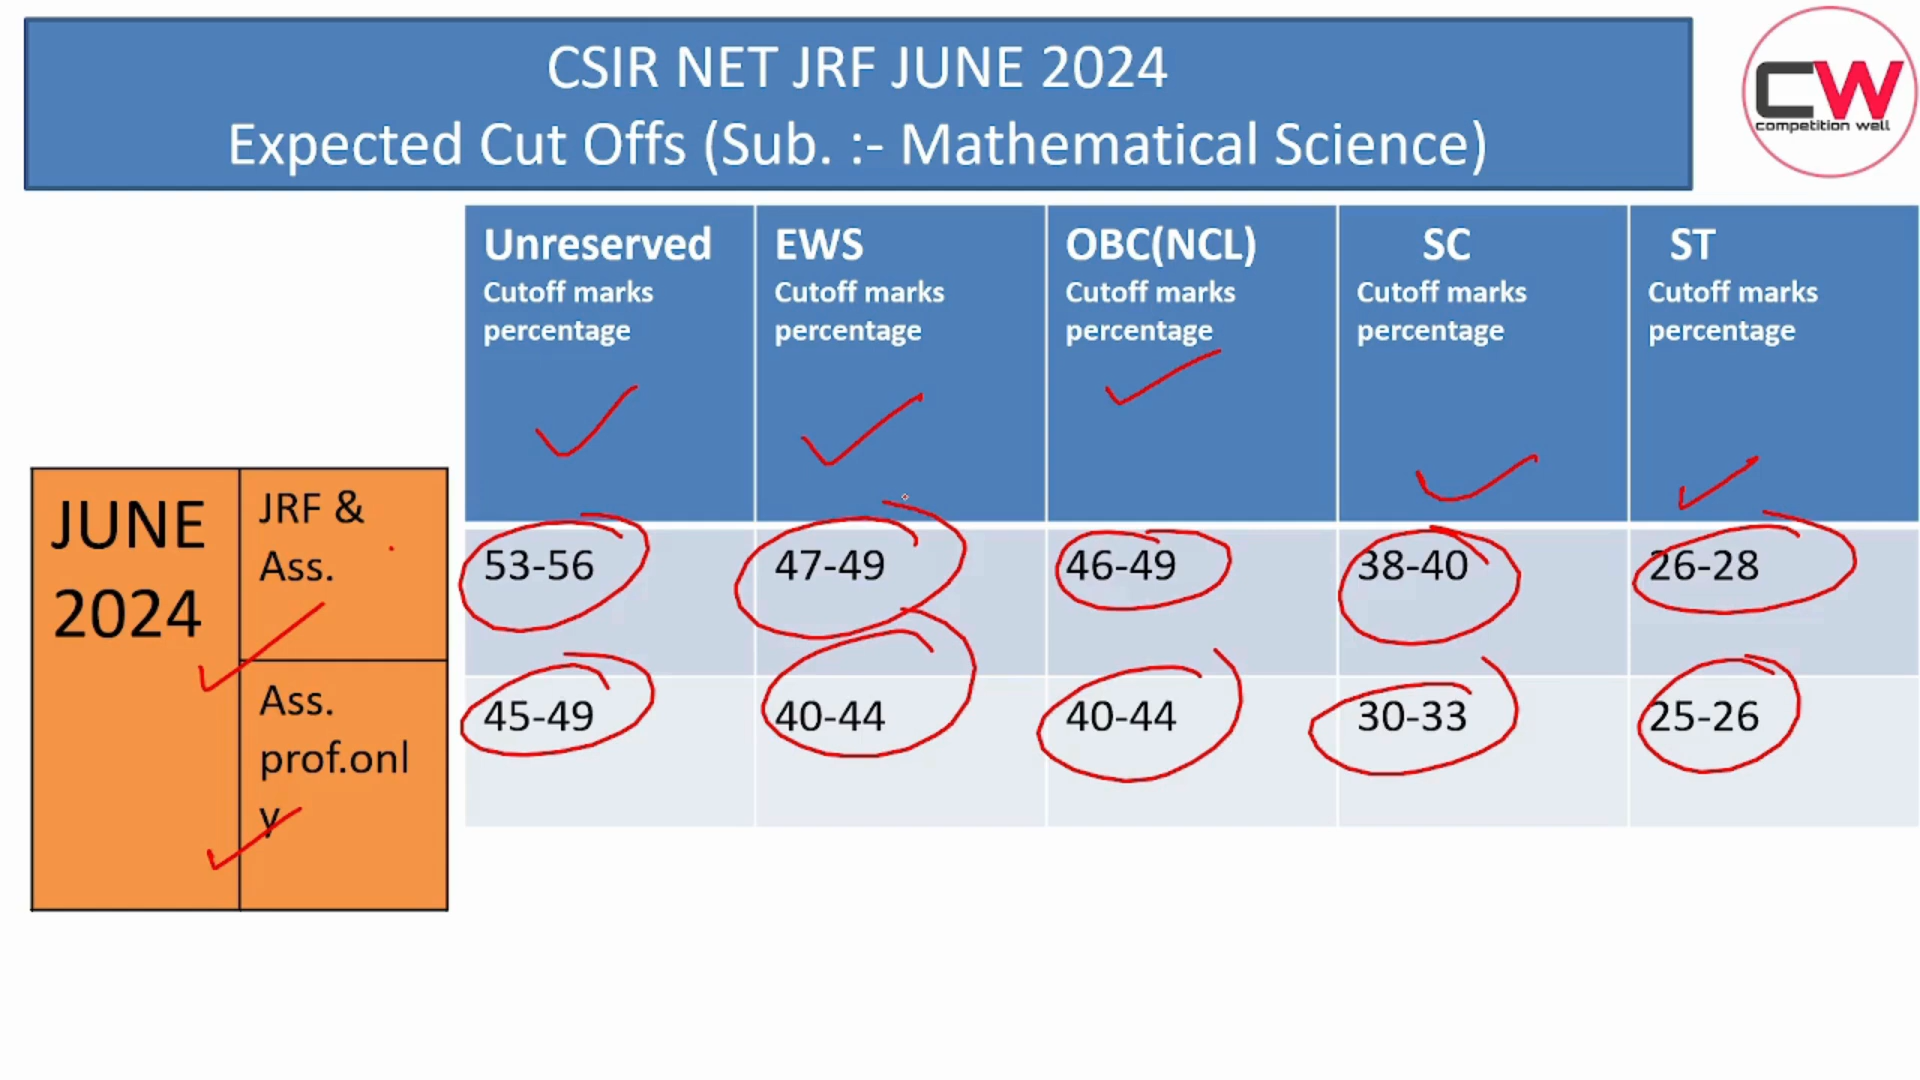 CSIR NET JRF JUNE 2024
Expected Cut Offs (Sub. :- Mathematical Science)
CW
competition well
Unreserved
Cutoff marks
percentage
EWS
Cutoff marks
percentage
OBC(NCL)
Cutoff marks
percentage
SC
Cutoff marks
percentage
ST
Cutoff marks
percentage
JUNE
2024
JRF &
Ass.
53-56
47-49
46-49
38-40
26-28
Ass.
prof.onl
y
45-49
40-44
40-44
30-33
25-26